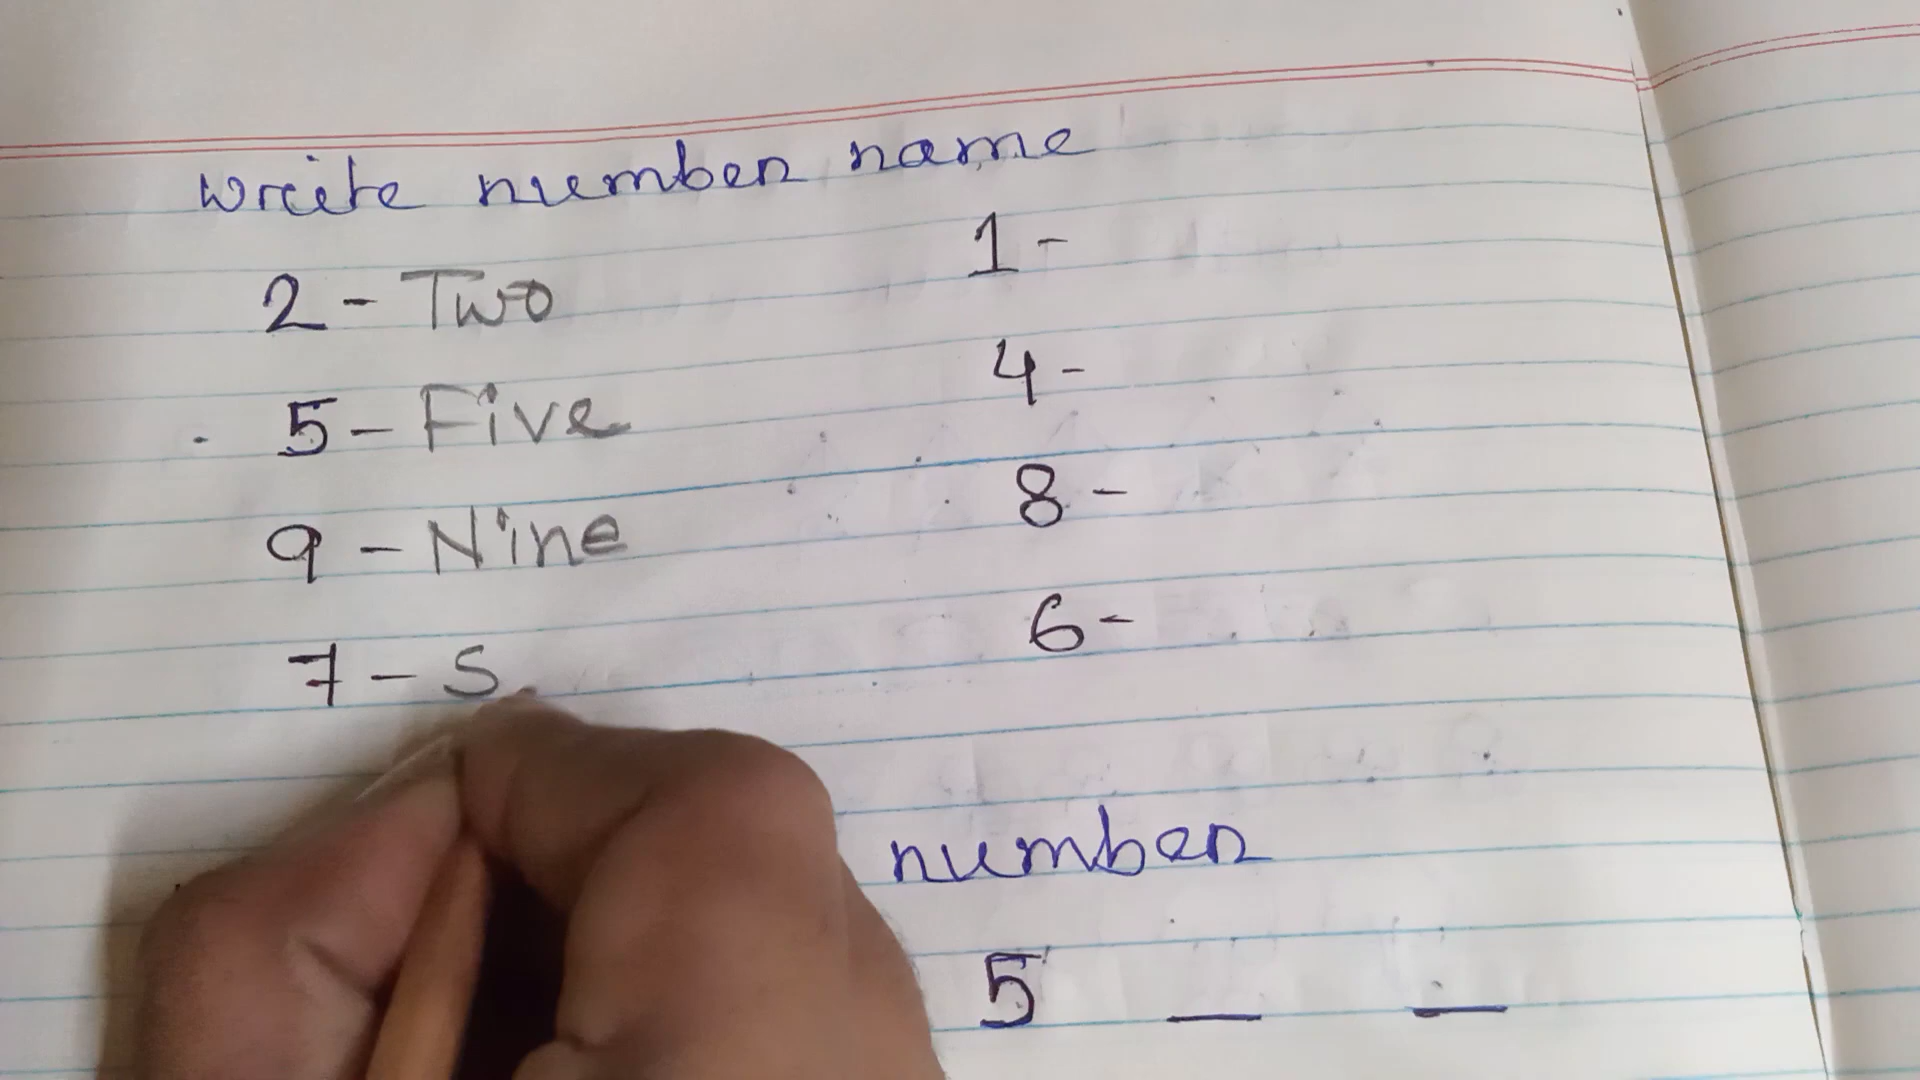 write number name
2 - Two
1 -
5 - Five
4 -
9 - Nine
8 -
7 - S
6 -
number
5 _ _